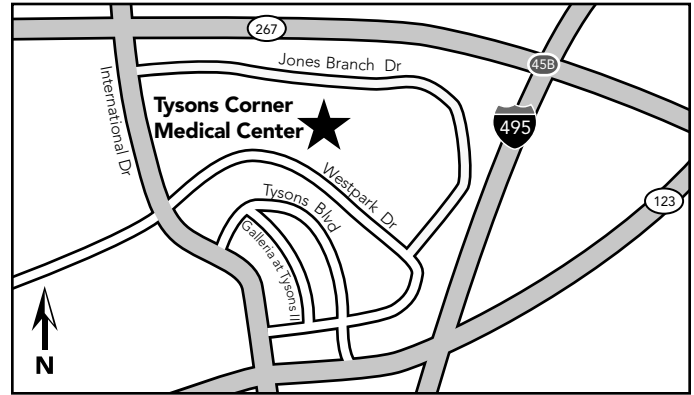 267
Jones Branch Dr
45B
International Dr
Tysons Corner
Medical Center
495
Westpark Dr
Tysons Blvd
123
Galleria at Tysons II
N